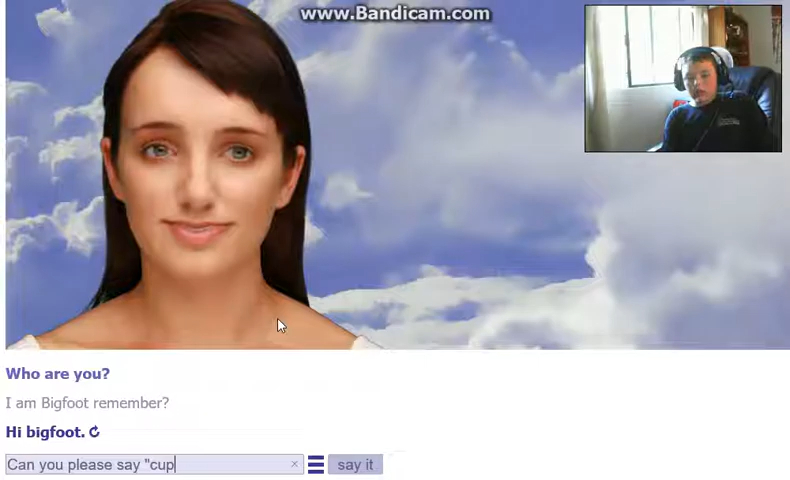 www.Bandicam.com
Who are you?
I am Bigfoot remember?
Hi bigfoot.
Can you please say "cup
say it